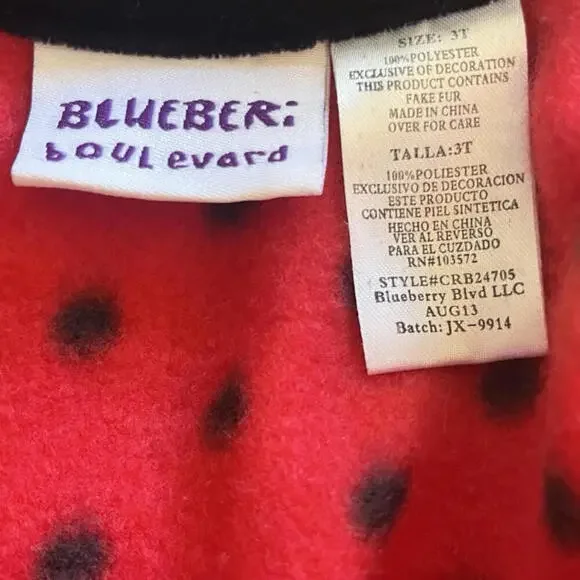 BLUEBERi
boulevard
SIZE: 3T
100%POLYESTER
EXCLUSIVE OF DECORATION
THIS PRODUCT CONTAINS
FAKE FUR
MADE IN CHINA
OVER FOR CARE
TALLA:3T
100%POLIESTER
EXCLUSIVO DE DECORACION
ESTE PRODUCTO
CONTIENE PIEL SINTETICA
HECHO EN CHINA
VER AL REVERSO
PARA EL CUZDADO
RN#103572
STYLE#CRB24705
Blueberry Blvd LLC
AUG13
Batch: JX-9914